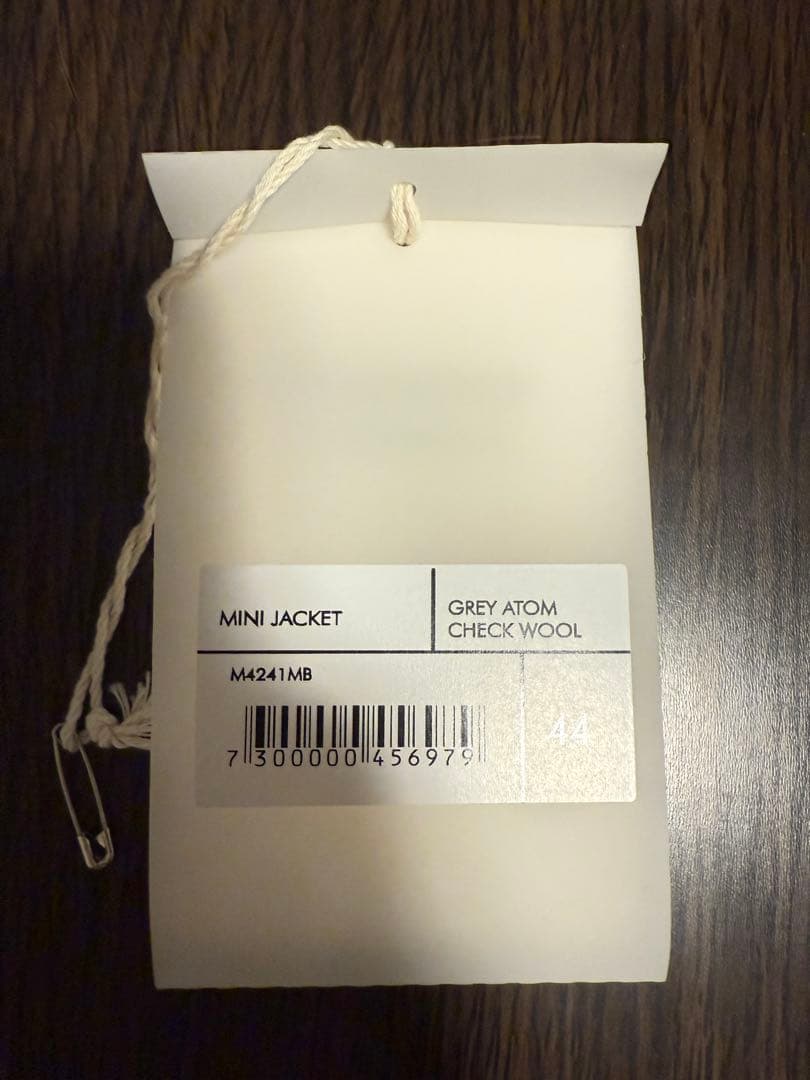 MINI JACKET
GREY ATOM
CHECK WOOL
M4241MB
44
7 300000 456979